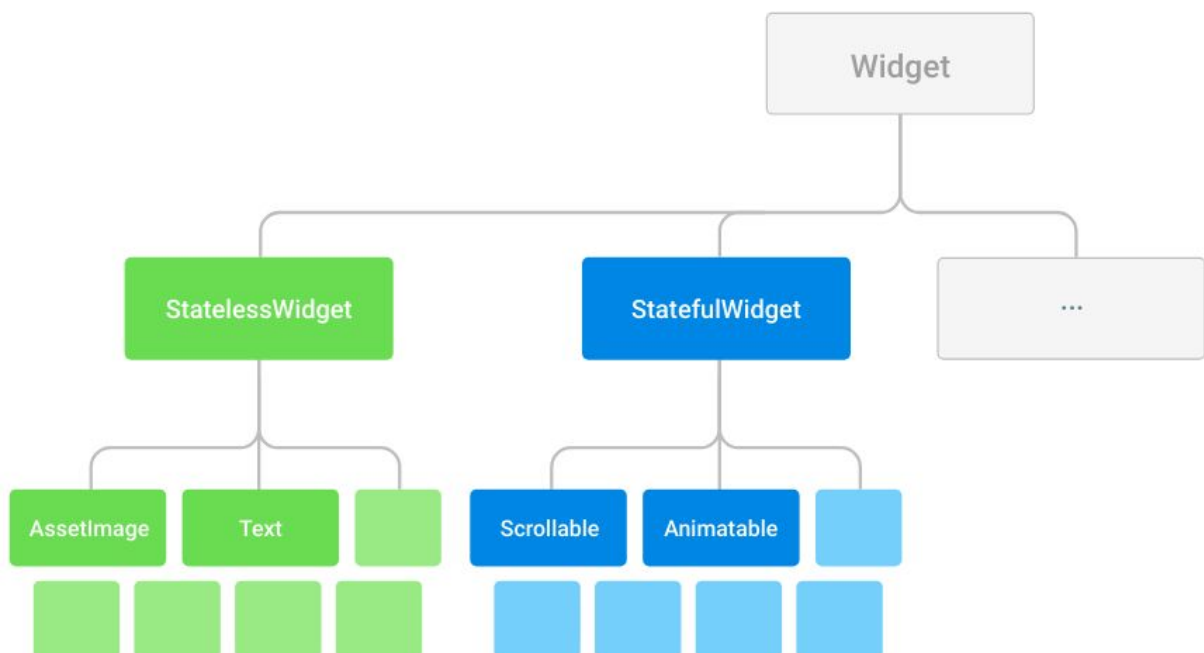 Widget
StatelessWidget
StatefulWidget
...
AssetImage
Text
Scrollable
Animatable